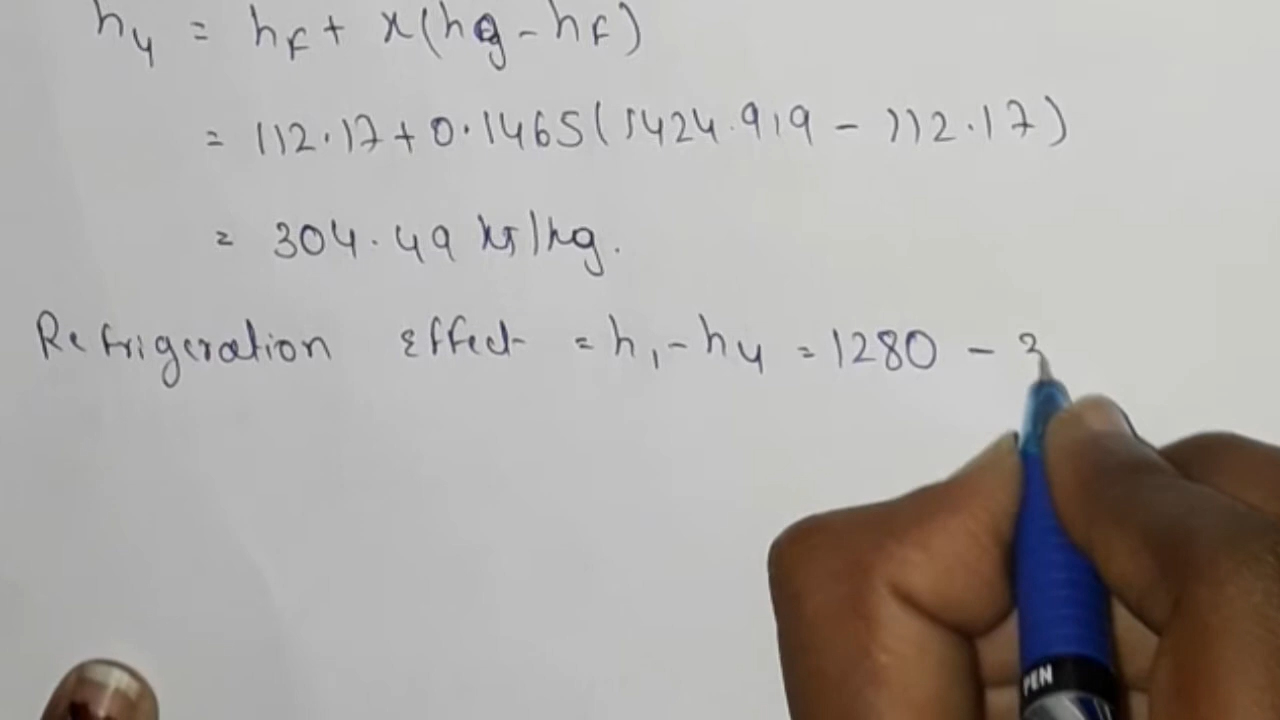 h4 = hf + x(hg - hf)
= 112.17 + 0.1465(1424.919 - 112.17)
= 304.49 kJ/kg.
Refrigeration effect = h1 - h4 = 1280 - 3
PEN